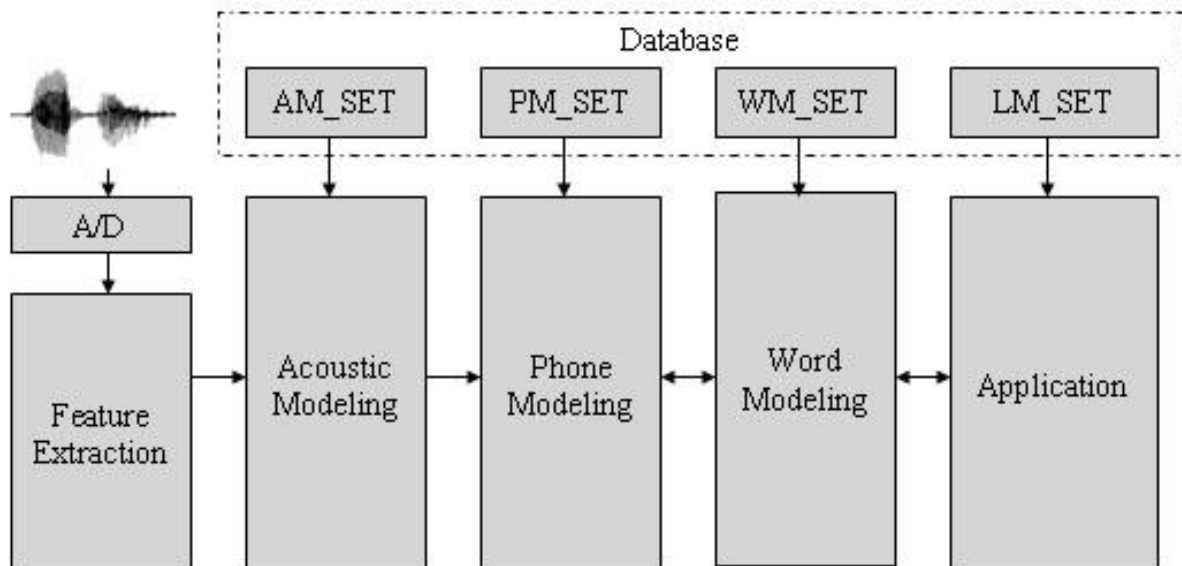 Database
AM_SET
PM_SET
WM_SET
LM_SET
A/D
Feature
Extraction
Acoustic
Modeling
Phone
Modeling
Word
Modeling
Application